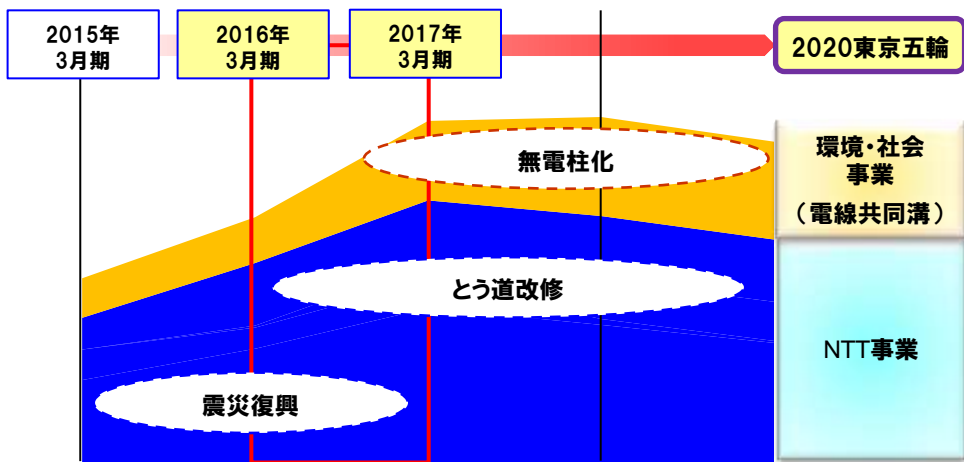 2015年
3月期
2016年
3月期
2017年
3月期
2020東京五輪
無電柱化
環境・社会
事業
（電線共同溝）
とう道改修
NTT事業
震災復興